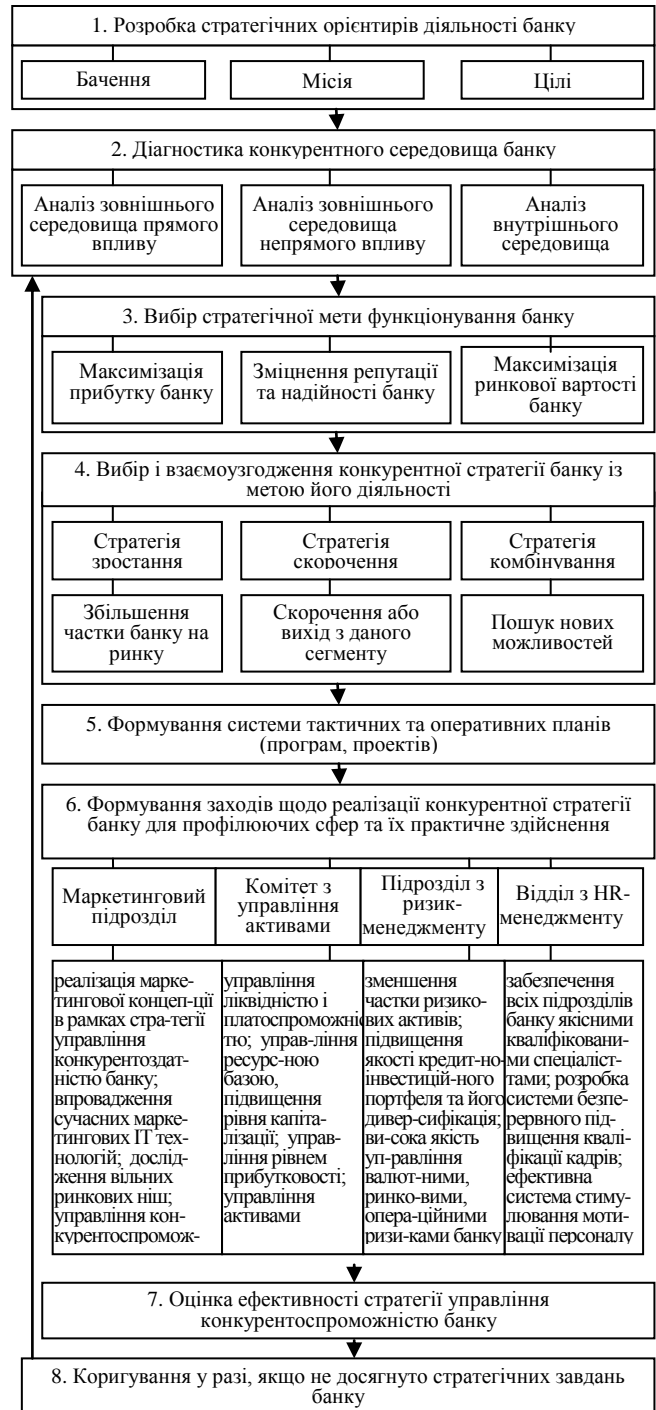 1. Розробка стратегічних орієнтирів діяльності банку
Бачення
Місія
Цілі
2. Діагностика конкурентного середовища банку
Аналіз зовнішнього
середовища прямого
впливу
Аналіз зовнішнього
середовища
непрямого впливу
Аналіз
внутрішнього
середовища
3. Вибір стратегічної мети функціонування банку
Максимізація
прибутку банку
Зміцнення репутації
та надійності банку
Максимізація
ринкової вартості
банку
4. Вибір і взаємоузгодження конкурентної стратегії банку із
метою його діяльності
Стратегія
зростання
Стратегія
скорочення
Стратегія
комбінування
Збільшення
частки банку на
ринку
Скорочення або
вихід з даного
сегменту
Пошук нових
можливостей
5. Формування системи тактичних та оперативних планів
(програм, проектів)
6. Формування заходів щодо реалізації конкурентної стратегії
банку для профілюючих сфер та їх практичне здійснення
Маркетинговий
підрозділ
Комітет з
управління
активами
Підрозділ з
ризик-
менеджменту
Відділ з HR-
менеджменту
реалізація марке-
тингової концеп-ції
в рамках стра-тегії
управління
конкурентоздат-
ністю банку;
впровадження
сучасних марке-
тингових ІТ тех-
нологій; дослід-
ження вільних
ринкових ніш;
управління кон-
курентоспромож-
управління
ліквідністю і
платоспроможніс
тю; управ-ління
ресурс-ною
базою,
підвищення
рівня капіта-
лізації; управ-
ління рівнем
прибутковості;
управління
активами
зменшення
частки ризико-
вих активів;
підвищення
якості кредит-но-
інвестицій-ного
портфеля та його
дивер-сифікація;
ви-сока якість
уп-равління
валют-ними,
ринко-вими,
опера-ційними
ризи-ками банку
забезпечення
всіх підрозділів
банку якісними
кваліфіковани-
ми спеціаліст-
тами; розробка
системи безпе-
рервного під-
вищення квалі-
фікації кадрів;
ефективна
система стиму-
лювання моти-
вації персоналу
7. Оцінка ефективності стратегії управління
конкурентоспроможністю банку
8. Коригування у разі, якщо не досягнуто стратегічних завдань
банку